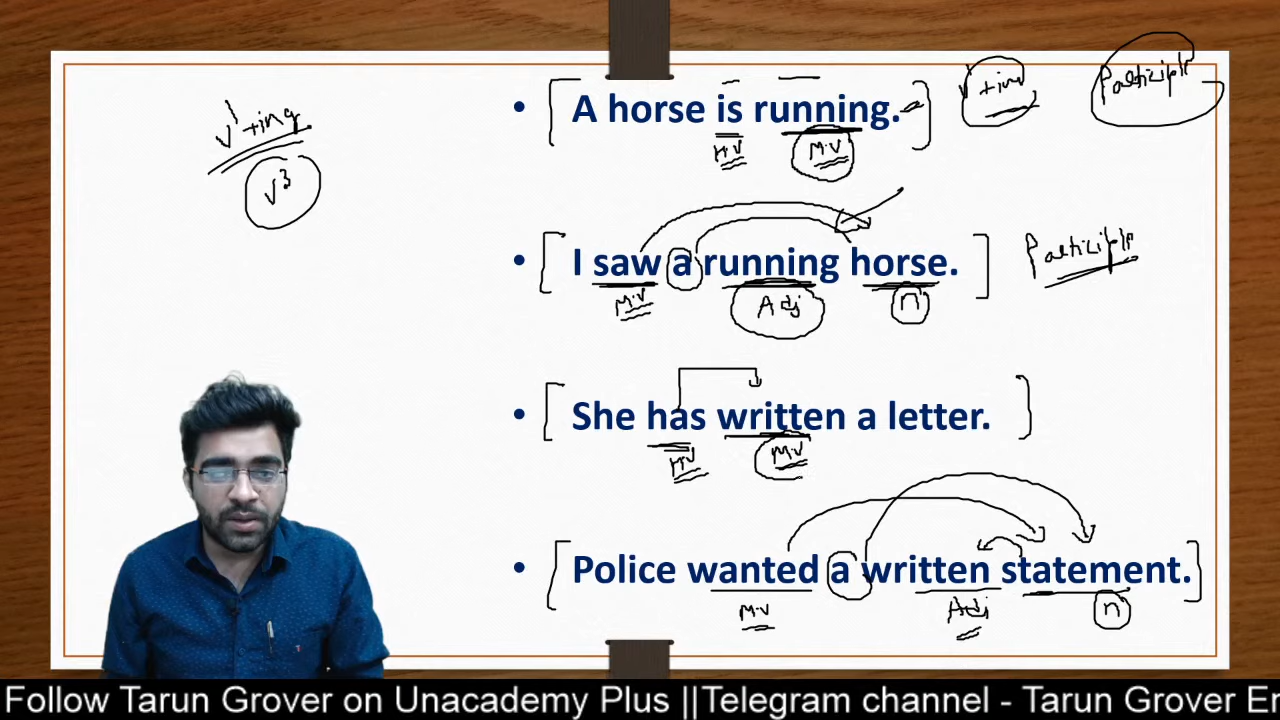 V¹+ing
V³
• A horse is running. V¹+ing Participle
H.V M.V
• I saw a running horse. Participle
M.V Adj n
• She has written a letter.
H.V M.V
• Police wanted a written statement.
M.V Adj n
Follow Tarun Grover on Unacademy Plus ||Telegram channel - Tarun Grover En